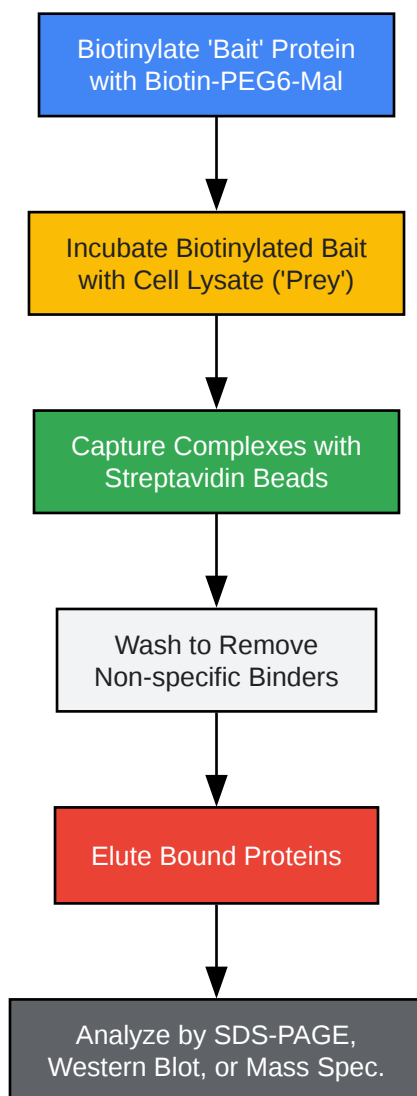 Biotinylate 'Bait' Protein
with Biotin-PEG6-Mal
Incubate Biotinylated Bait
with Cell Lysate ('Prey')
Capture Complexes with
Streptavidin Beads
Wash to Remove
Non-specific Binders
Elute Bound Proteins
Analyze by SDS-PAGE,
Western Blot, or Mass Spec.